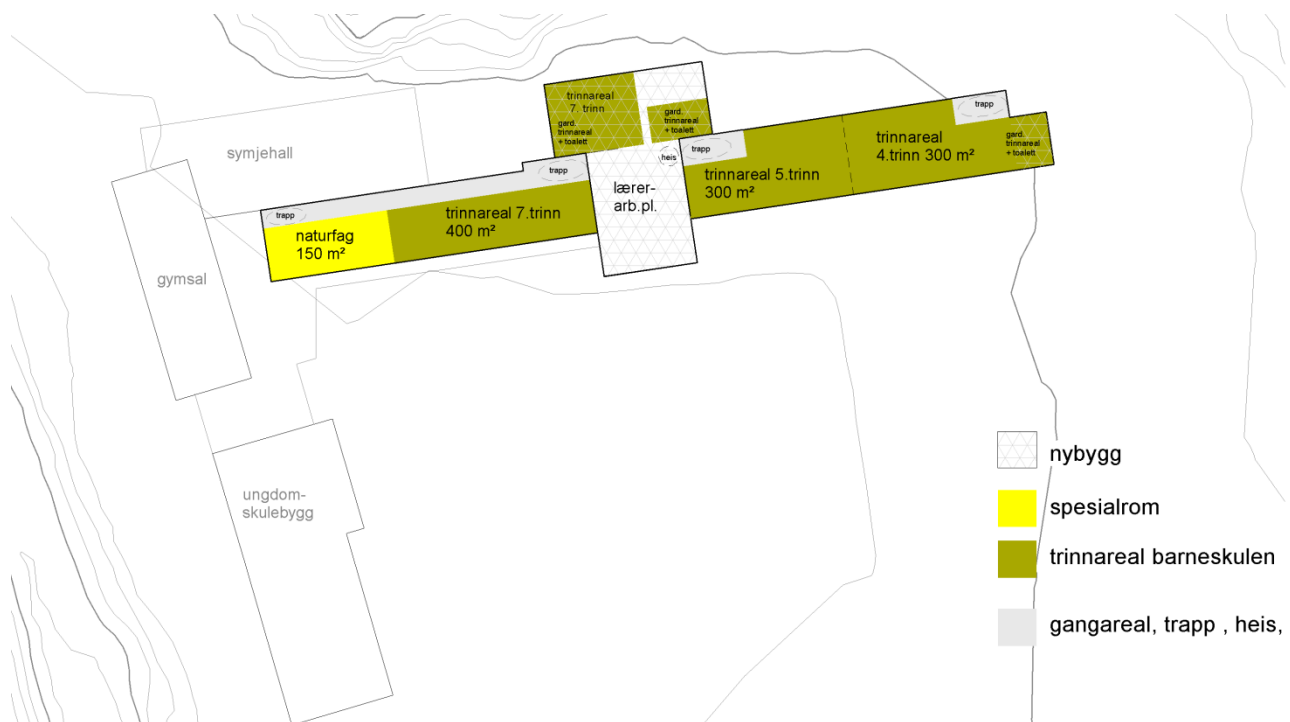 trinnareal
7. trinn
gard.
trinnareal
+ toalett
gard.
trinnareal
+ toalett
trapp
gard.
trinnareal
+ toalett
trinnareal
4.trinn 300 m²
trapp
heis
trinnareal 5.trinn
300 m²
symjehall
trapp
lærer-
arb.pl.
trapp
trinnareal 7.trinn
400 m²
naturfag
150 m²
gymsal
ungdom-
skulebygg
nybygg
spesialrom
trinnareal barneskulen
gangareal, trapp , heis,